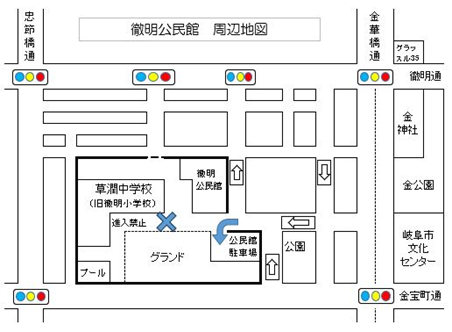 徹明公民館　周辺地図
忠節橋通
金華橋通
グラッスル35
徹明通
金神社
金公園
岐阜市
文化
センター
金宝町通
徹明
公民館
草潤中学校
（旧徹明小学校）
進入禁止
グランド
プール
公民館
駐車場
公園